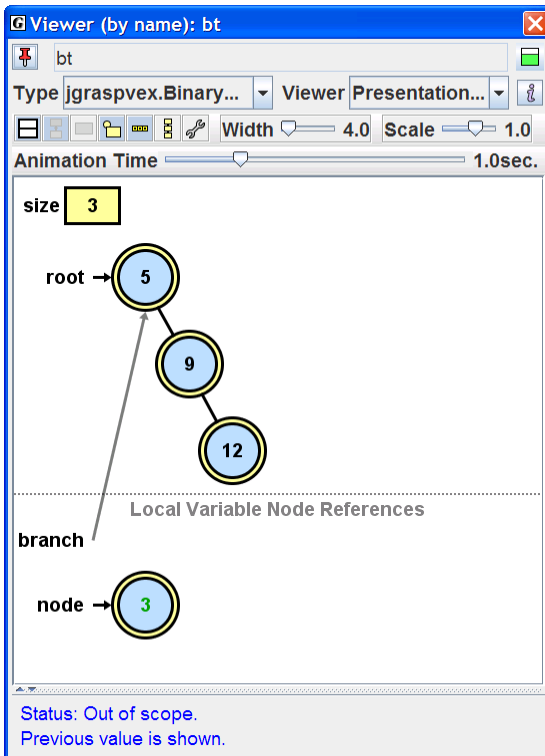 Viewer (by name): bt
bt
Type jgraspvex.Binary... Viewer Presentation...
Width 4.0 Scale 1.0
Animation Time 1.0sec.
size 3
root 5
9
12
Local Variable Node References
branch
node 3
Status: Out of scope.
Previous value is shown.